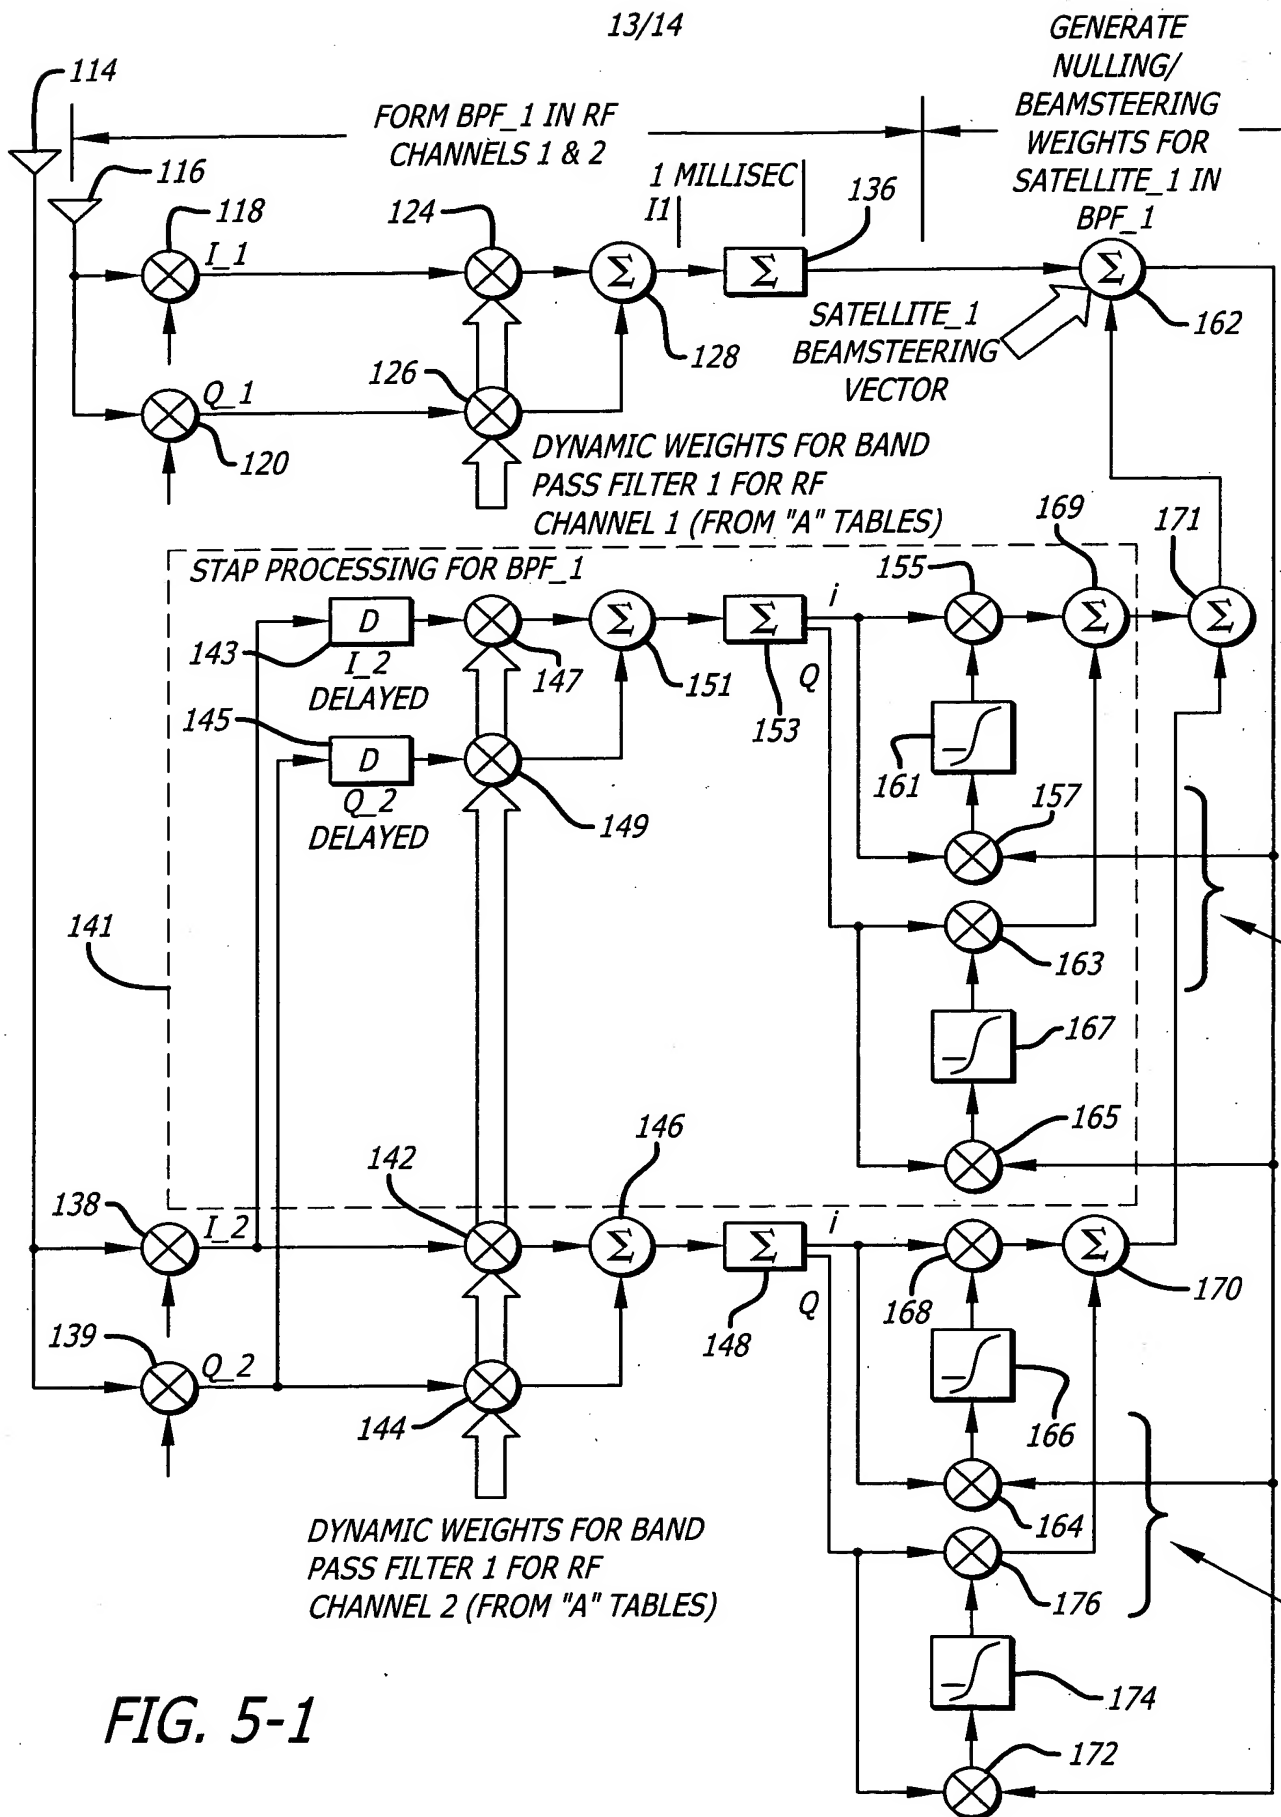 13/14
GENERATE
NULLING/
BEAMSTEERING
WEIGHTS FOR
SATELLITE_1 IN
BPF_1
114
FORM BPF_1 IN RF
CHANNELS 1 & 2
116
118
I_1
124
1 MILLISEC
I1
136
Σ
Σ
Σ
162
128
SATELLITE_1
BEAMSTEERING
VECTOR
126
Q_1
120
DYNAMIC WEIGHTS FOR BAND
PASS FILTER 1 FOR RF
CHANNEL 1 (FROM "A" TABLES)
169
171
STAP PROCESSING FOR BPF_1
155
i
D
Σ
Σ
Σ
Σ
143
I_2
DELAYED
147
151
153
Q
145
D
Q_2
DELAYED
149
161
157
141
163
167
165
146
142
138
I_2
Σ
Σ
i
Σ
168
170
139
Q_2
148
Q
144
166
164
176
DYNAMIC WEIGHTS FOR BAND
PASS FILTER 1 FOR RF
CHANNEL 2 (FROM "A" TABLES)
174
172
FIG. 5-1